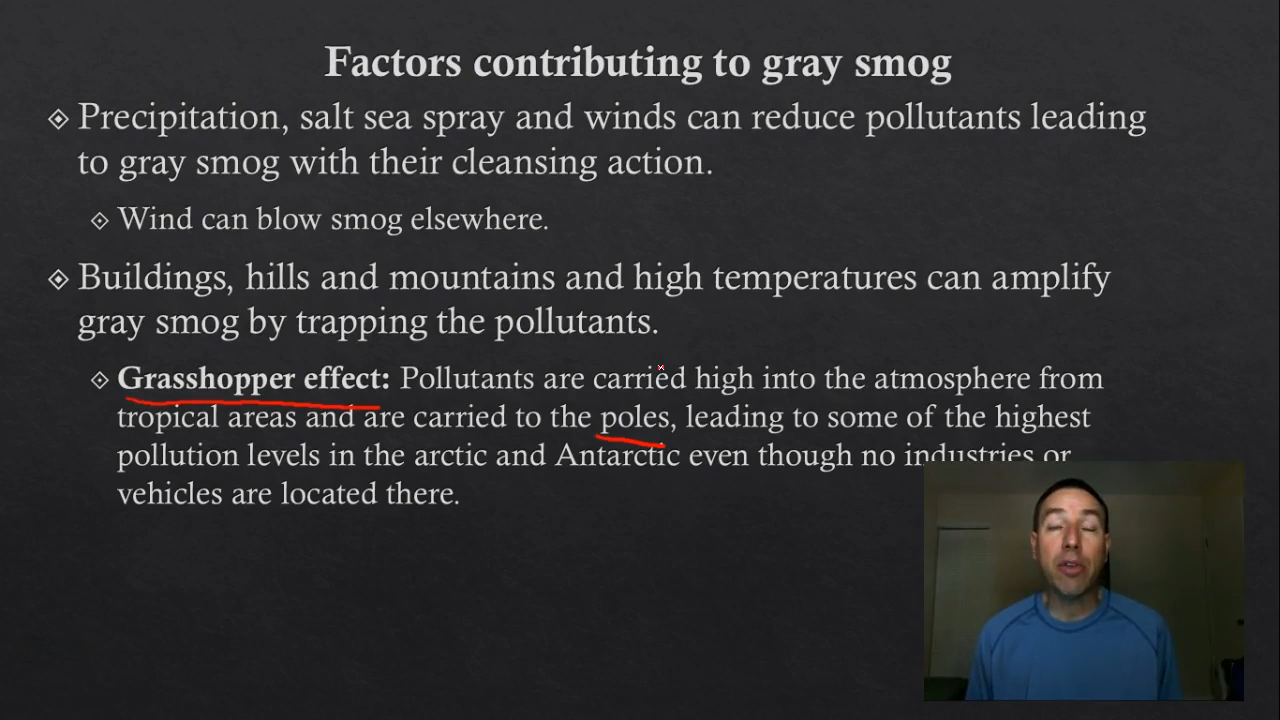 Factors contributing to gray smog
Precipitation, salt sea spray and winds can reduce pollutants leading
to gray smog with their cleansing action.
Wind can blow smog elsewhere.
Buildings, hills and mountains and high temperatures can amplify
gray smog by trapping the pollutants.
Grasshopper effect: Pollutants are carried high into the atmosphere from
tropical areas and are carried to the poles, leading to some of the highest
pollution levels in the arctic and Antarctic even though no industries or
vehicles are located there.